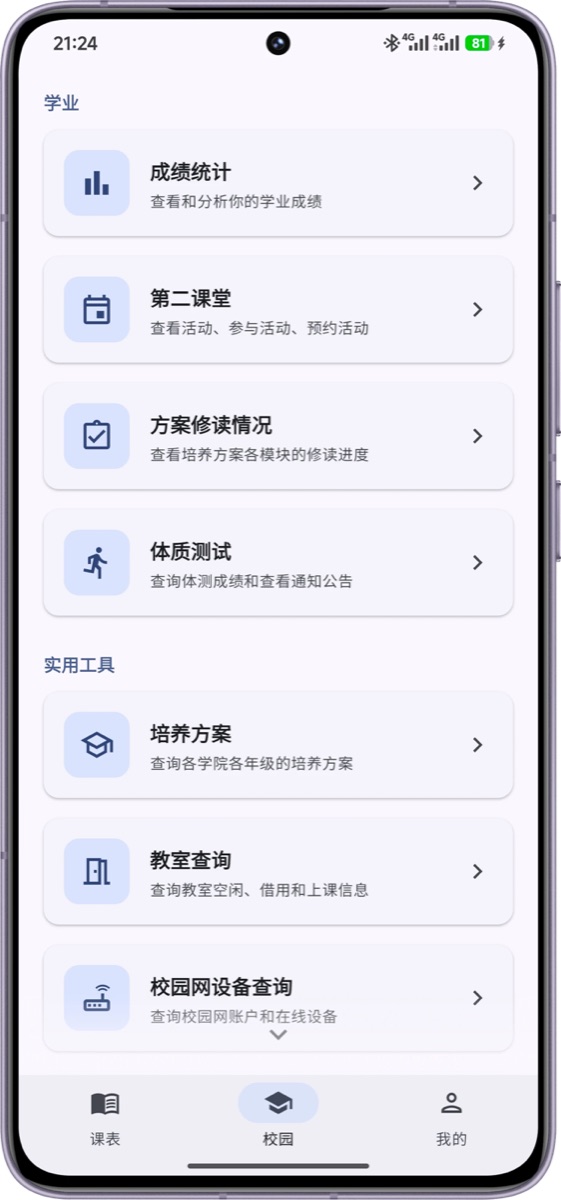 21:24
4G 4G 81
学业
成绩统计
查看和分析你的学业成绩
第二课堂
查看活动、参与活动、预约活动
方案修读情况
查看培养方案各模块的修读进度
体质测试
查询体测成绩和查看通知公告
实用工具
培养方案
查询各学院各年级的培养方案
教室查询
查询教室空闲、借用和上课信息
校园网设备查询
查询校园网账户和在线设备
课表 校园 我的